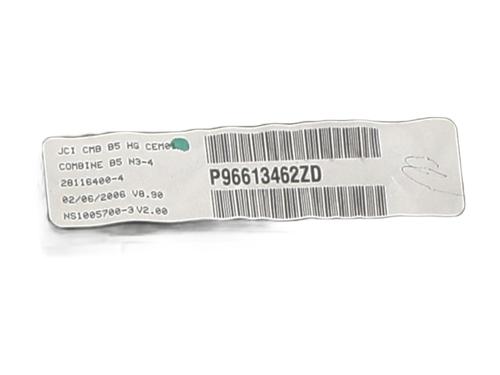 JCI CMB B5 HG CEM0
COMBINE B5 N3-4
28116400-4
02/06/2006 V8.90
NS1005700-3 V2.00
P96613462ZD